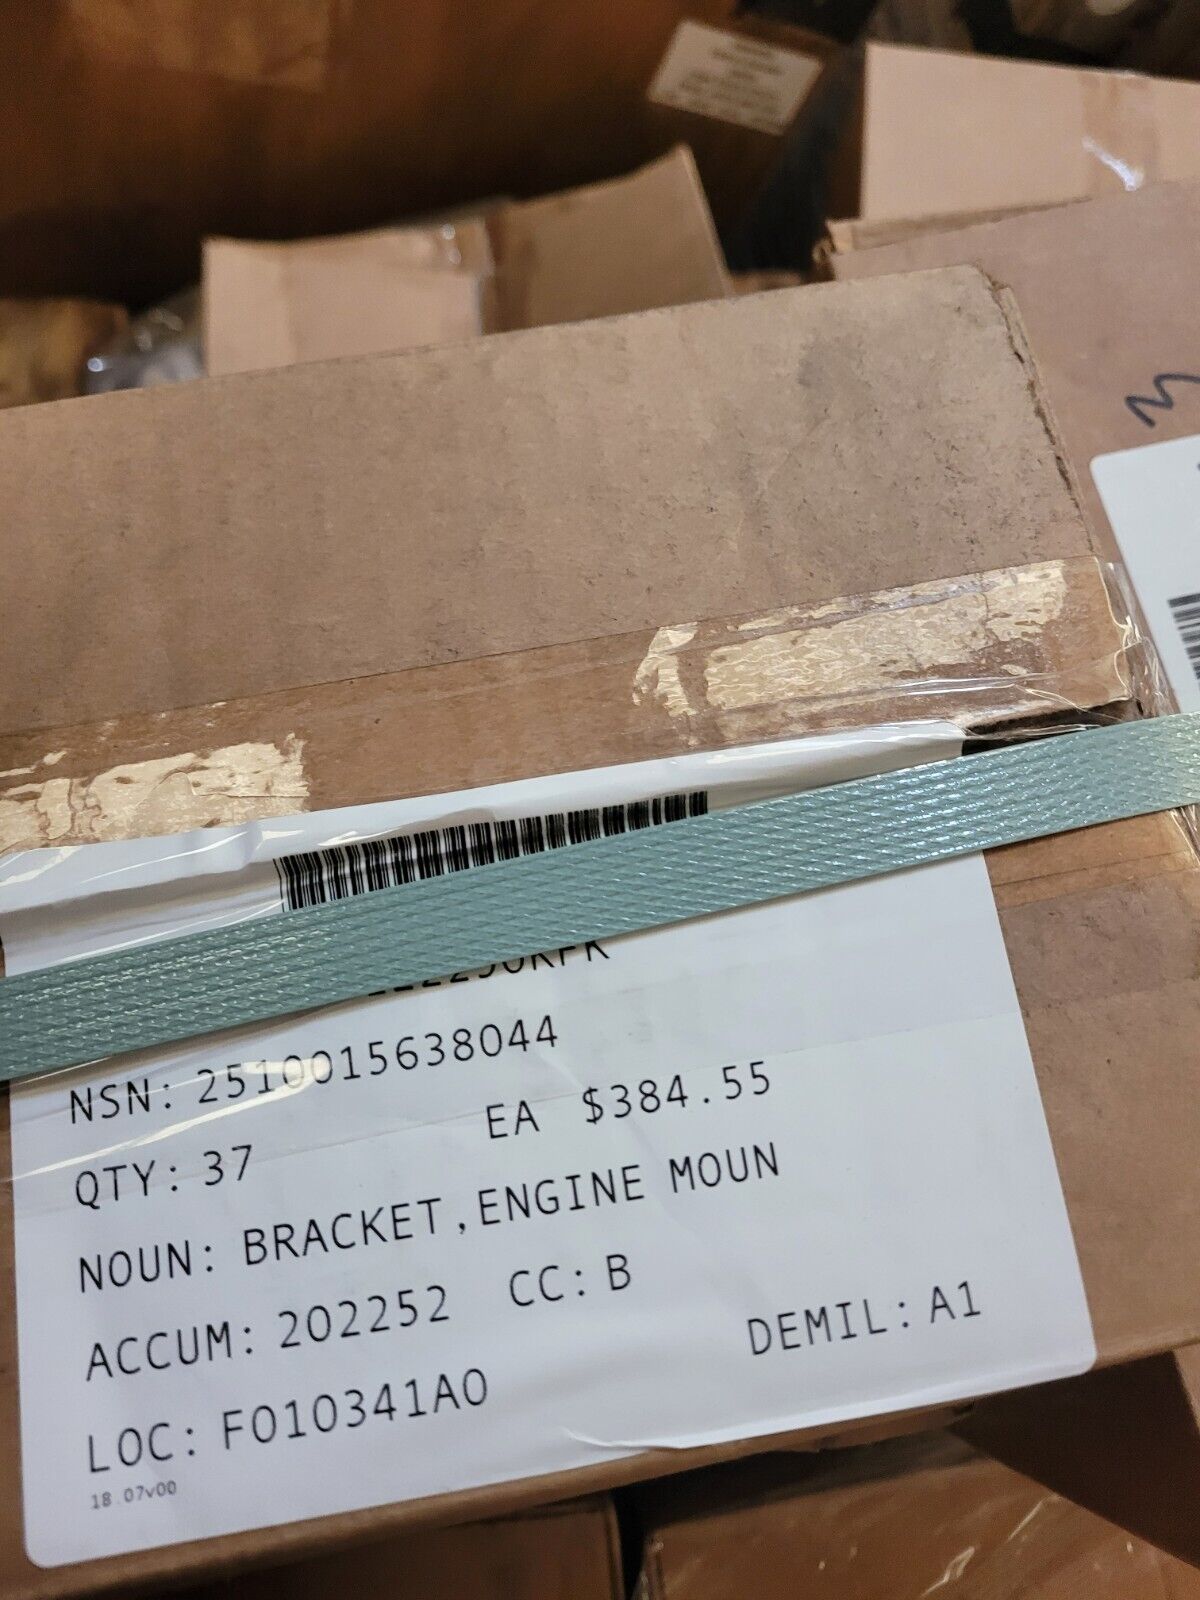 NSN: 2510015638044
QTY: 37 EA $384.55
NOUN: BRACKET,ENGINE MOUN
ACCUM: 202252 CC: B
DEMIL: A1
LOC: F010341A0
18.07v00